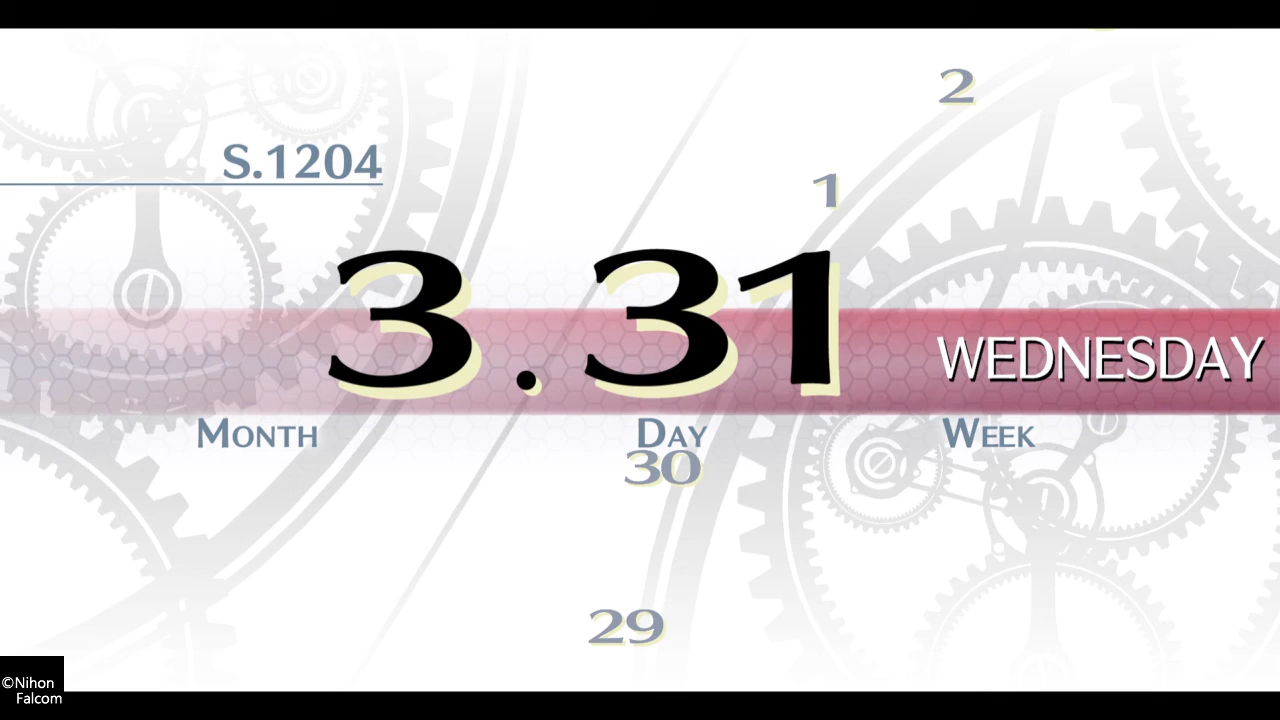 2
S.1204
1
3.31
WEDNESDAY
MONTH
DAY
WEEK
30
29
©Nihon
Falcom